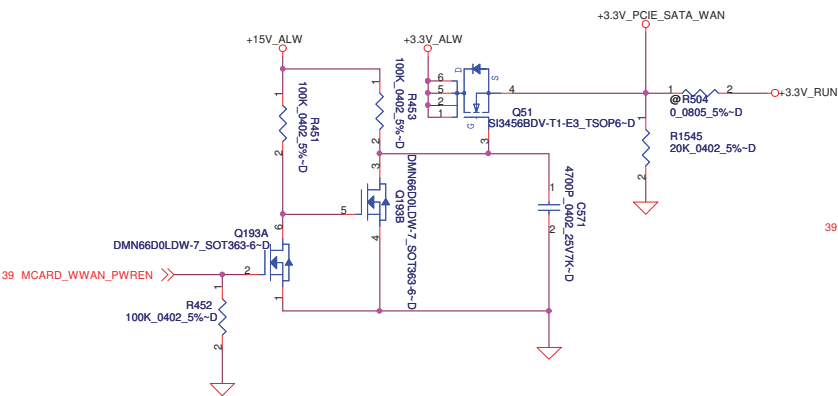 +3.3V_PCIE_SATA_WAN
+15V_ALW
+3.3V_ALW
1
R451
100K_0402_5%~D
2
1
R453
100K_0402_5%~D
2
D
S
G
6
5
2
1
4
3
Q51
SI3456BDV-T1-E3_TSOP6~D
1
2
@R504
0_0805_5%~D
+3.3V_RUN
1
R1545
20K_0402_5%~D
2
3
5
4
DMN66D0LDW-7_SOT363-6~D
Q193B
1
2
C571
4700P_0402_25V7K~D
Q193A
DMN66D0LDW-7_SOT363-6~D
6
2
1
39 MCARD_WWAN_PWREN
1
R452
100K_0402_5%~D
2
39